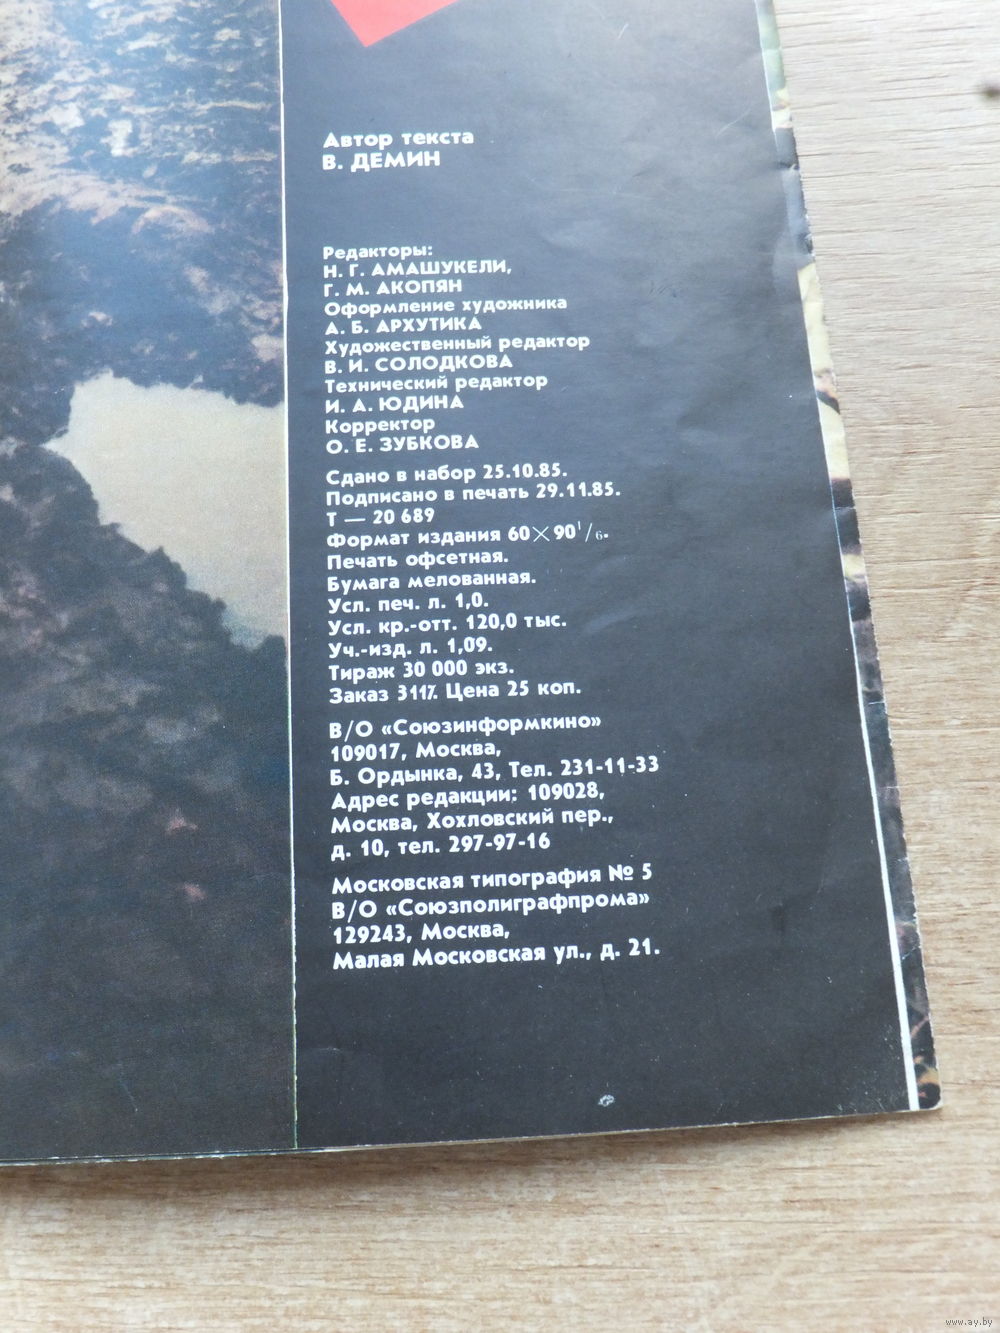 Автор текста
В. ДЕМИН
Редакторы:
Н. Г. АМАШУКЕЛИ,
Г. М. АКОПЯН
Оформление художника
А. Б. АРХУТИКА
Художественный редактор
В. И. СОЛОДКОВА
Технический редактор
И. А. ЮДИНА
Корректор
О. Е. ЗУБКОВА
Сдано в набор 25.10.85.
Подписано в печать 29.11.85.
Т — 20 689
Формат издания 60×90¹/₆.
Печать офсетная.
Бумага мелованная.
Усл. печ. л. 1,0.
Усл. кр.-отт. 120,0 тыс.
Уч.-изд. л. 1,09.
Тираж 30 000 экз.
Заказ Цена 25 коп.
В/О «Союзинформкино»
109017, Москва,
Б. Ордынка, 43, Тел. 231-11-33
Адрес редакции: 109028,
Москва, Хохловский пер.,
д. 10, тел. 297-97-16
Московская типография № 5
В/О «Союзполиграфпрома»
129243, Москва,
Малая Московская ул., д. 21.
www.ay.by